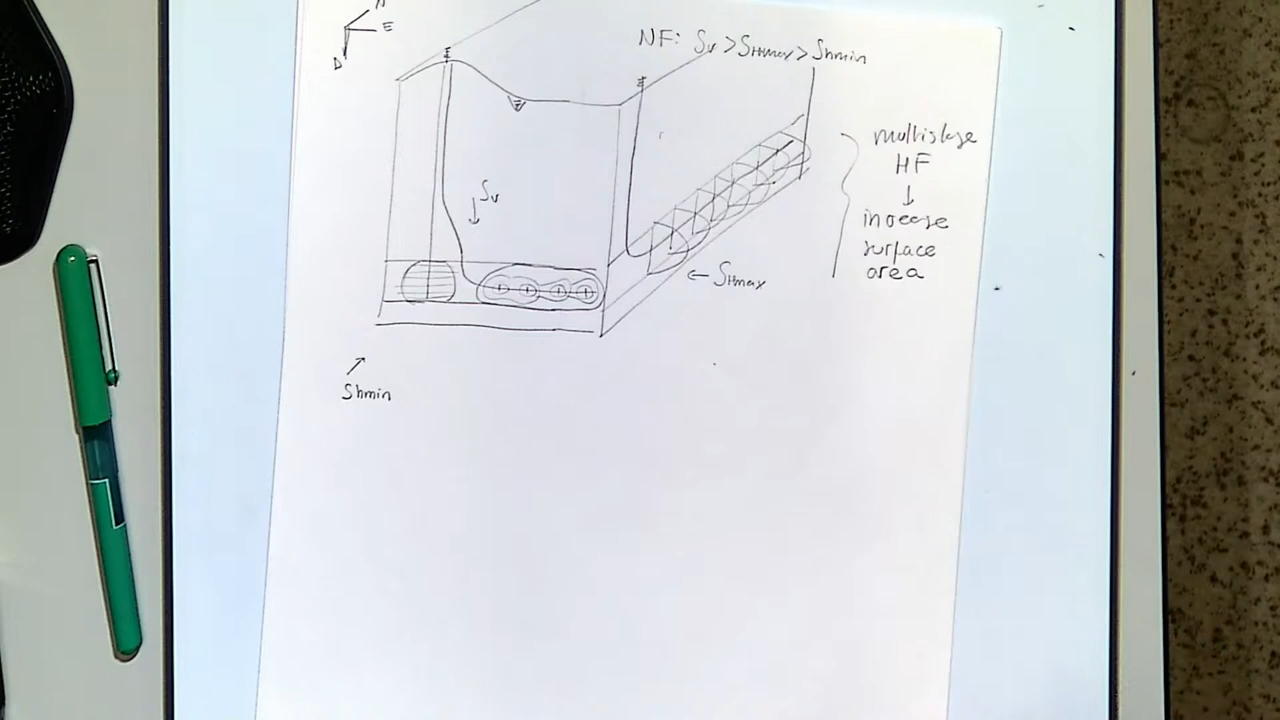 N
E
D
NF: Sv > SHmax > Shmin
Sv
multistage
HF
↓
increase
surface
area
← SHmax
Shmin